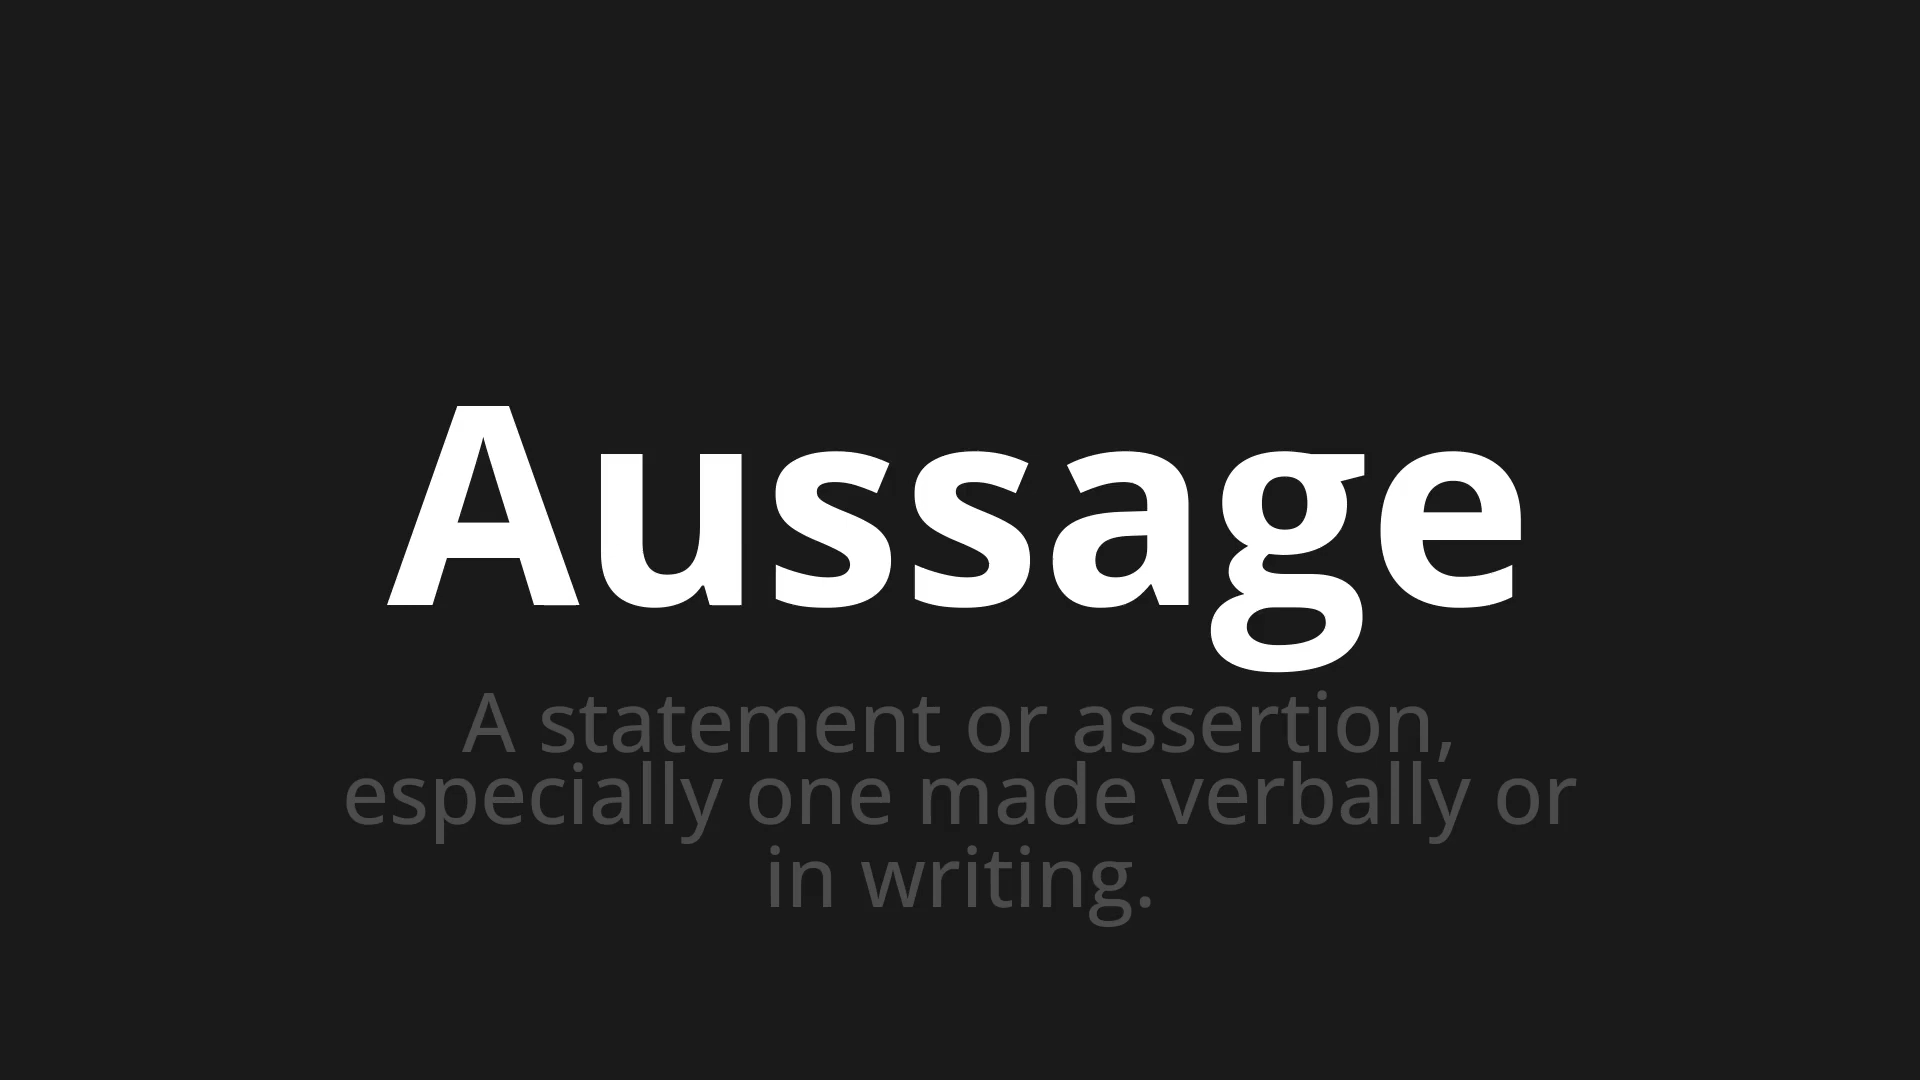 Aussage
A statement or assertion,
especially one made verbally or
in writing.